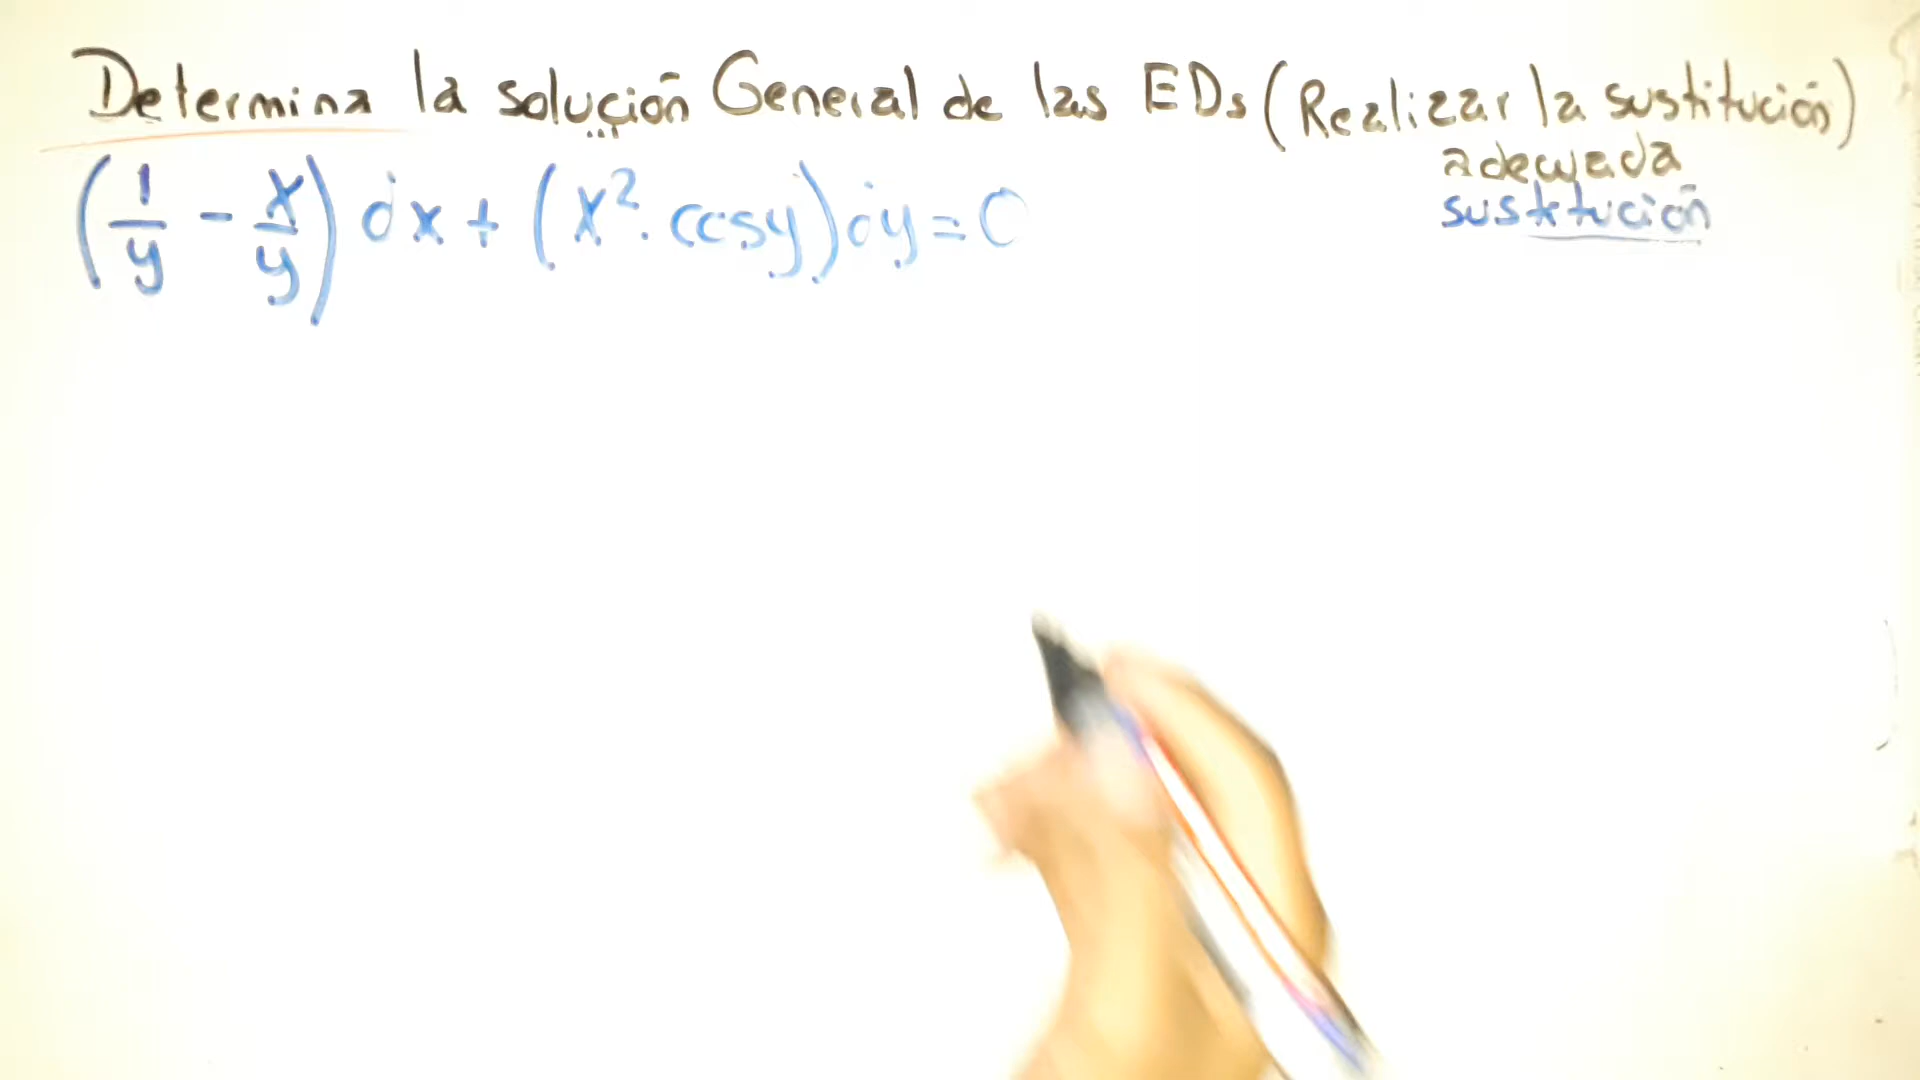 Determina la solución General de las EDs (Realizar la sustitución)
adecuada
sustitución
(1/y - x/y) dx + (x² · cosy) dy = 0